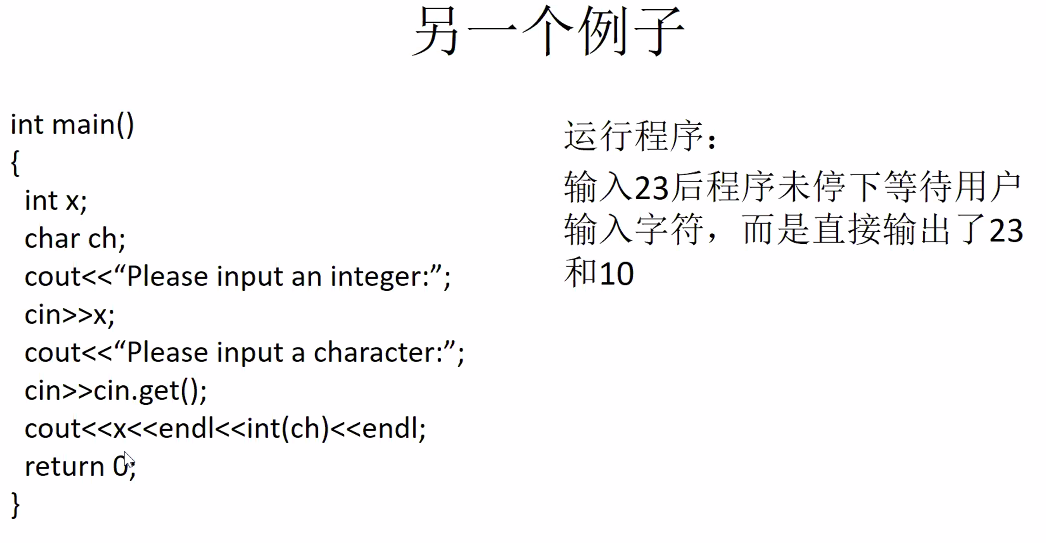 另一个例子
int main()
{
int x;
char ch;
cout<<“Please input an integer:”;
cin>>x;
cout<<“Please input a character:”;
cin>>cin.get();
cout<<x<<endl<<int(ch)<<endl;
return 0;
}
运行程序：
输入23后程序未停下等待用户
输入字符，而是直接输出了23
和10